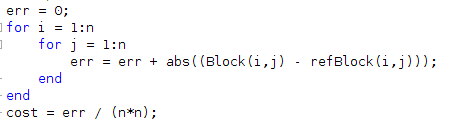 err = 0;
for i = 1:n
for j = 1:n
err = err + abs((Block(i,j) - refBlock(i,j)));
end
end
cost = err / (n*n);